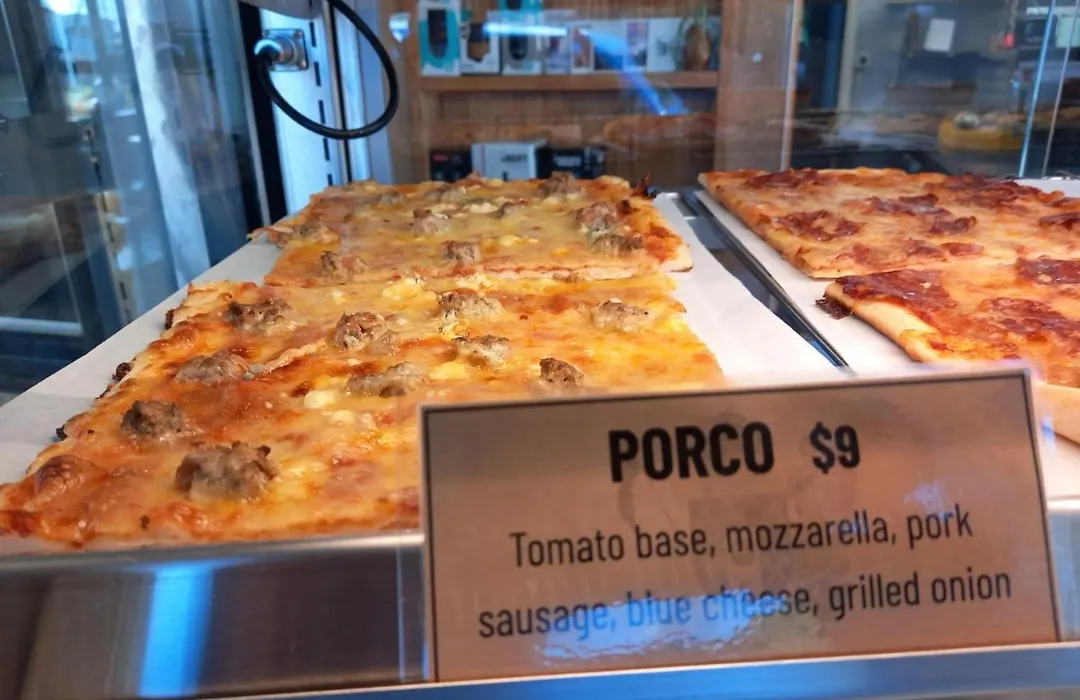 PORCO $9
Tomato base, mozzarella, pork
sausage, blue cheese, grilled onion